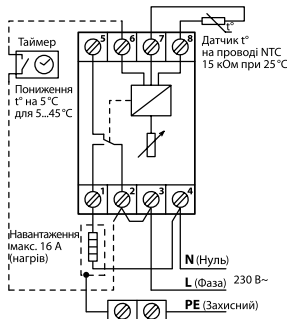 Таймер
Пониження
t° на 5°С
для 5...45°С
5 6 7 8
t°
Датчик t°
на проводі NTC
15 кОм при 25°С
1 2 3 4
Навантаження
макс. 16 А
(нагрів)
N (Нуль)
L (Фаза) 230 В~
PE (Захисний)